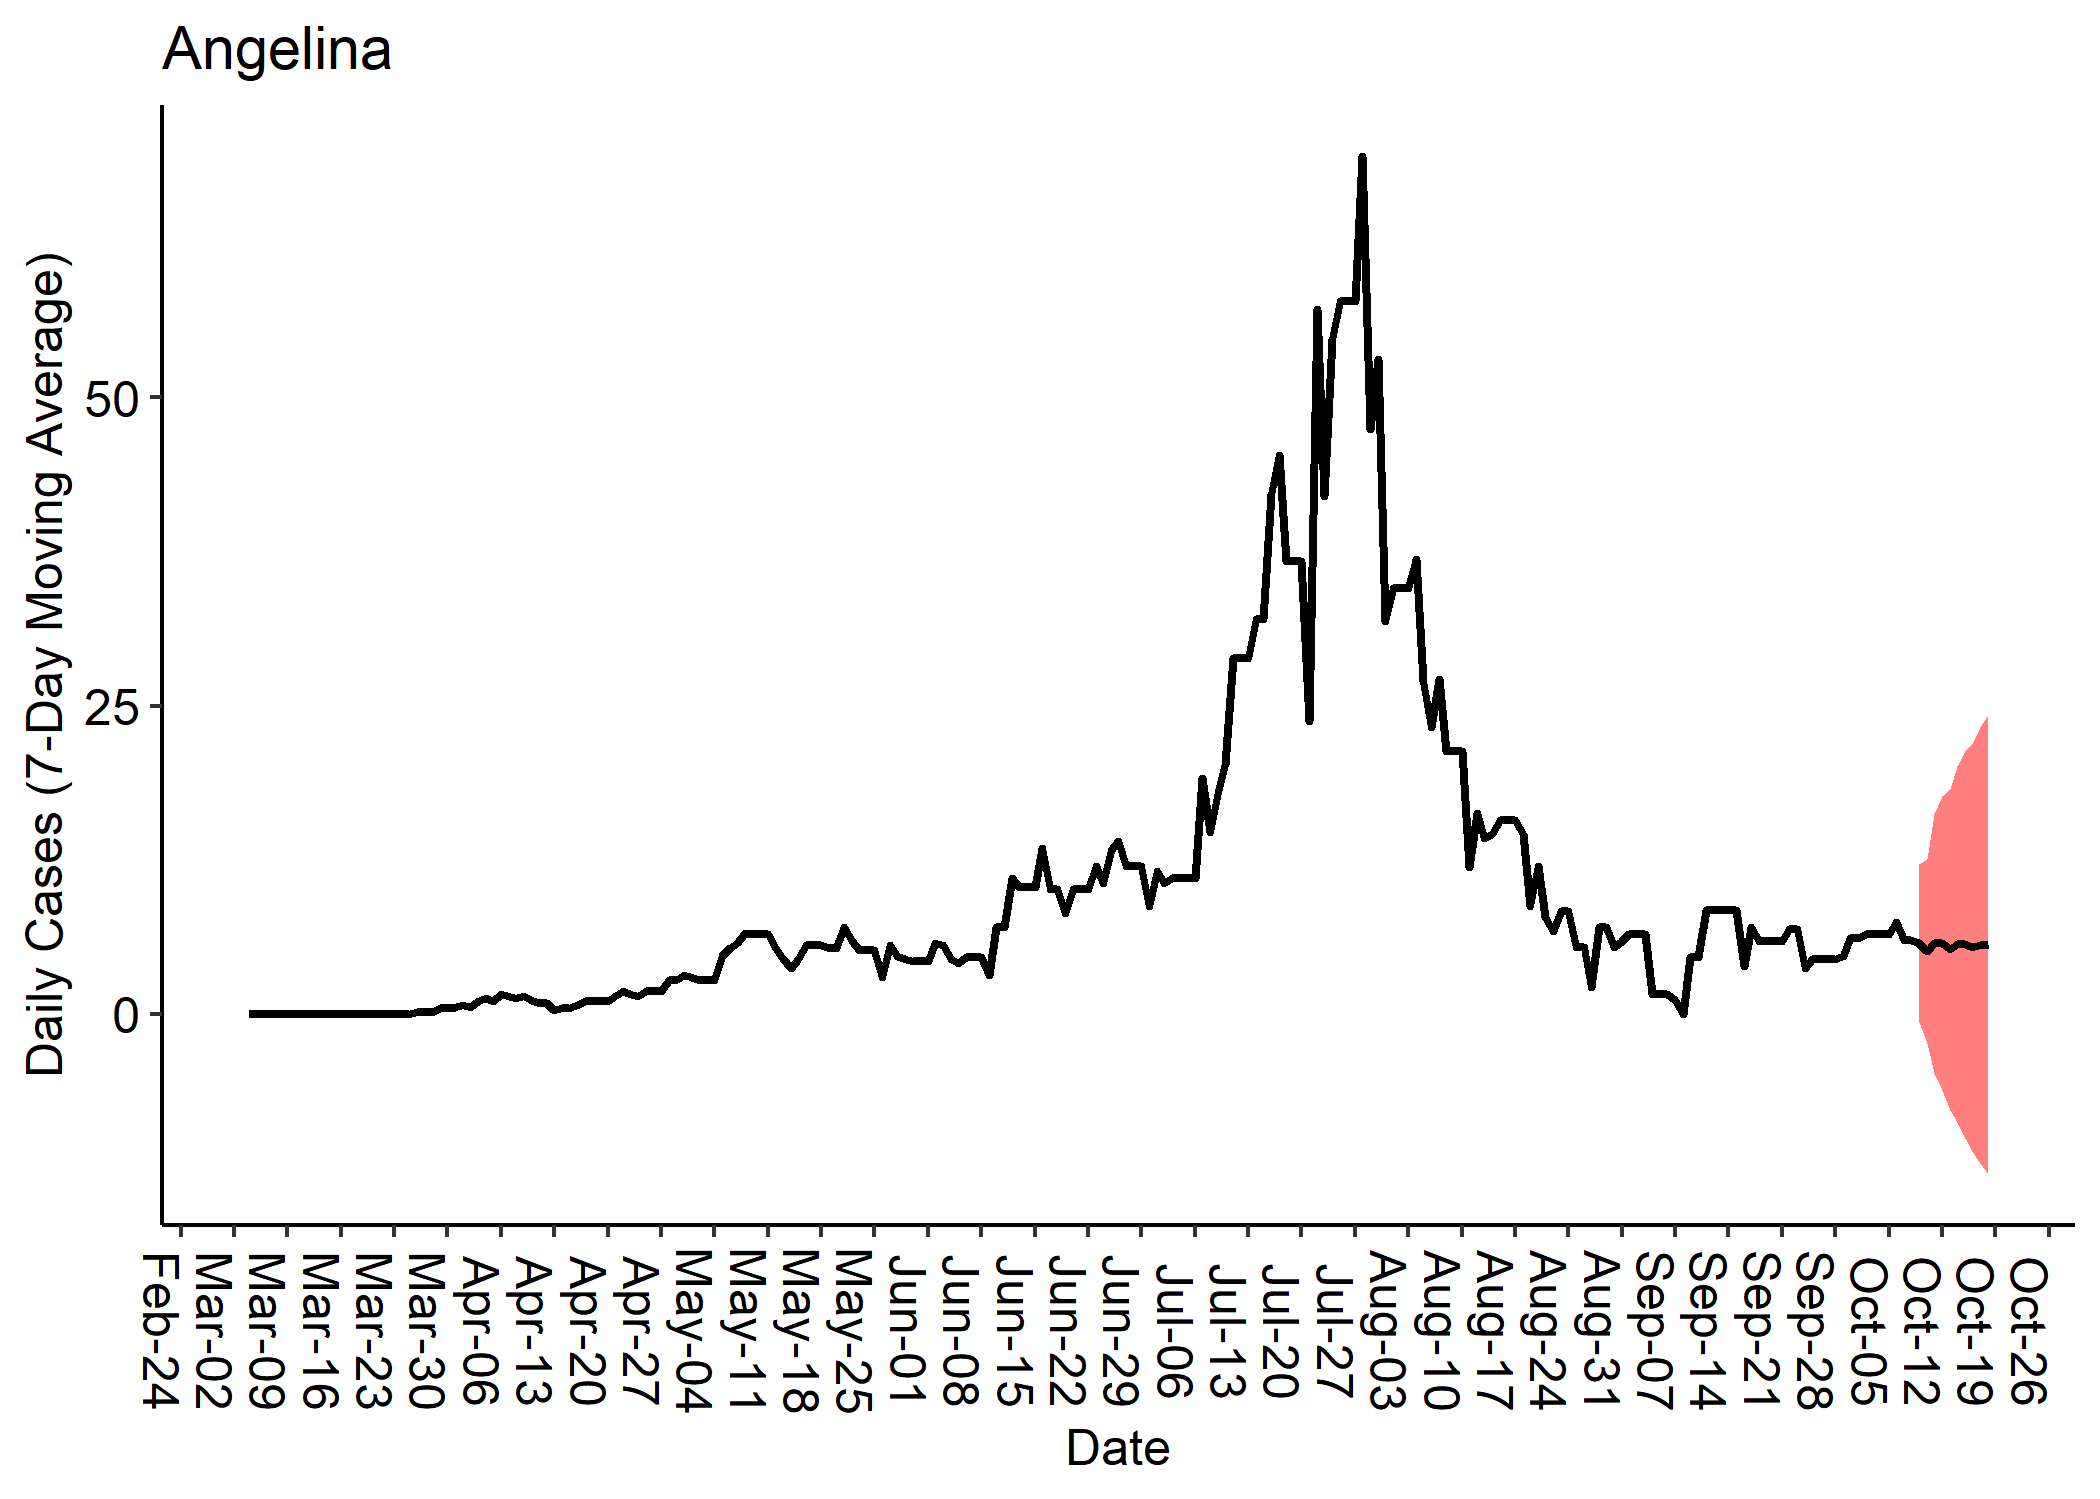 Angelina
Daily Cases (7-Day Moving Average)
50
25
0
Feb-24
Mar-02
Mar-09
Mar-16
Mar-23
Mar-30
Apr-06
Apr-13
Apr-20
Apr-27
May-04
May-11
May-18
May-25
Jun-01
Jun-08
Jun-15
Jun-22
Jun-29
Jul-06
Jul-13
Jul-20
Jul-27
Aug-03
Aug-10
Aug-17
Aug-24
Aug-31
Sep-07
Sep-14
Sep-21
Sep-28
Oct-05
Oct-12
Oct-19
Oct-26
Date